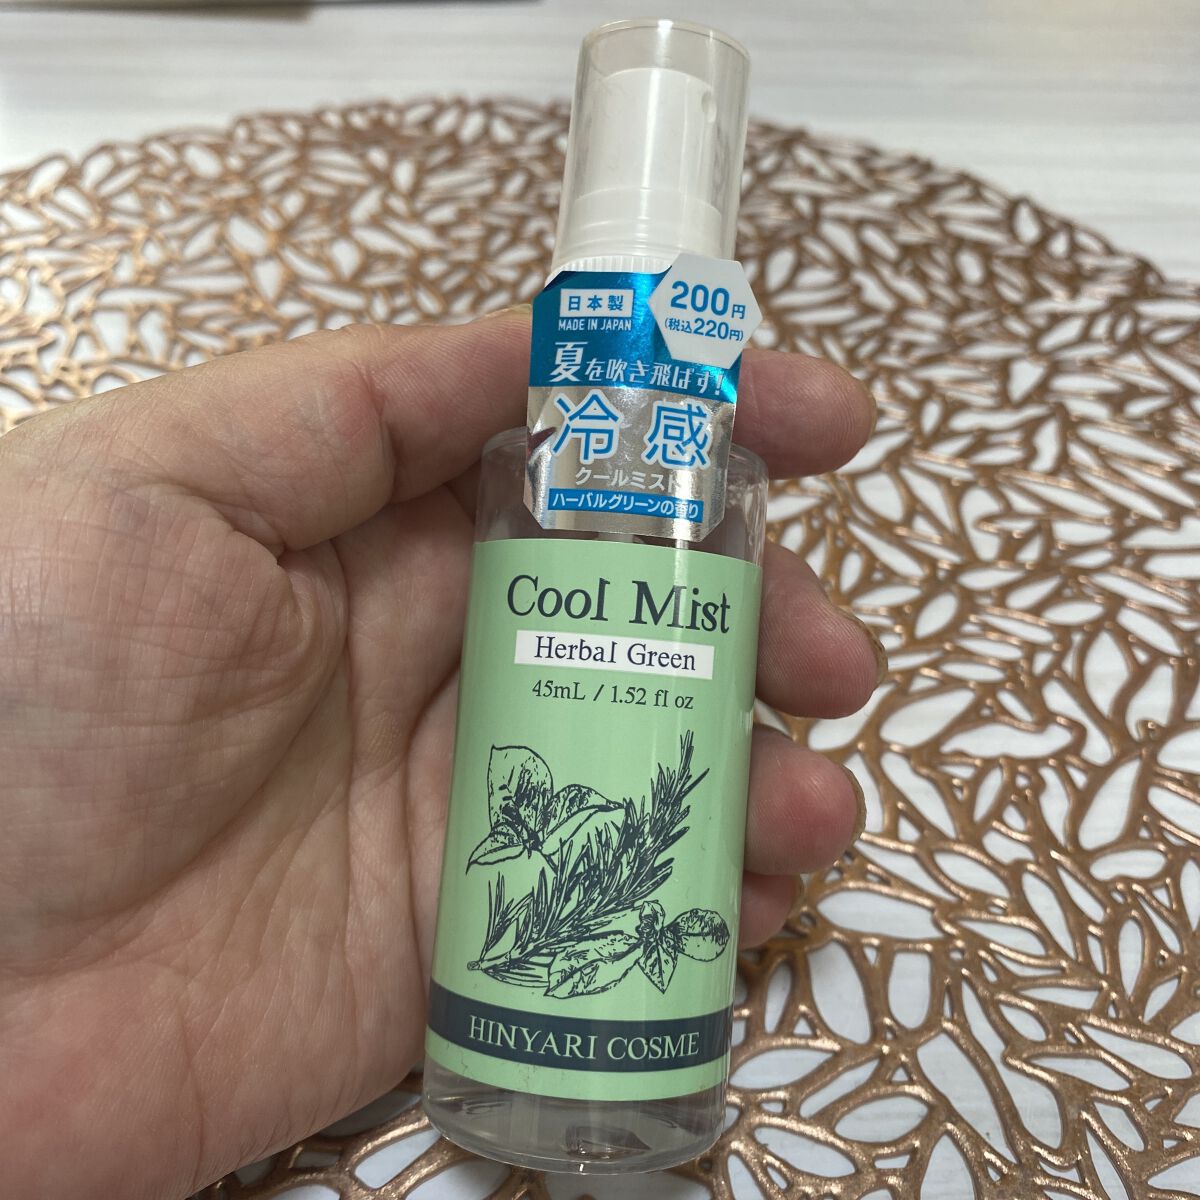 日本製
MADE IN JAPAN
200円
(税込220円)
夏を吹き飛ばす!
冷感
クールミスト
ハーバルグリーンの香り
Cool Mist
Herbal Green
45mL / 1.52 fl oz
HINYARI COSME